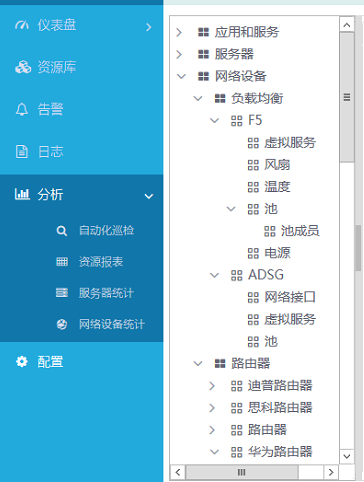 仪表盘
资源库
告警
日志
分析
自动化巡检
资源报表
服务器统计
网络设备统计
配置
应用和服务
服务器
网络设备
负载均衡
F5
虚拟服务
风扇
温度
池
池成员
电源
ADSG
网络接口
虚拟服务
池
路由器
迪普路由器
思科路由器
路由器
华为路由器